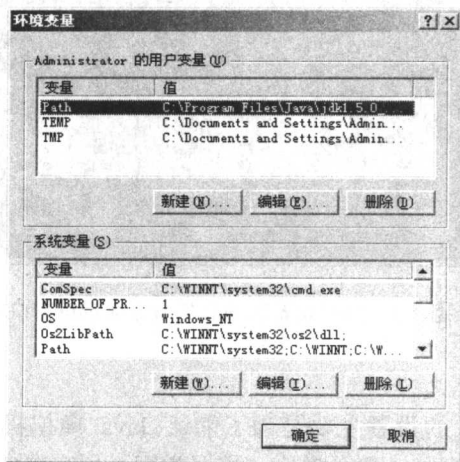 环境变量
Administrator 的用户变量(U)
变量 值
Path C:\Program Files\Java\jdk1.5.0_...
TEMP C:\Documents and Settings\Admin...
TMP C:\Documents and Settings\Admin...
新建(N)... 编辑(E)... 删除(D)
系统变量(S)
变量 值
ComSpec C:\WINNT\system32\cmd.exe
NUMBER_OF_PR... 1
OS Windows_NT
Os2LibPath C:\WINNT\system32\os2\dll;
Path C:\WINNT\system32;C:\WINNT;C:\W...
新建(W)... 编辑(I)... 删除(L)
确定 取消